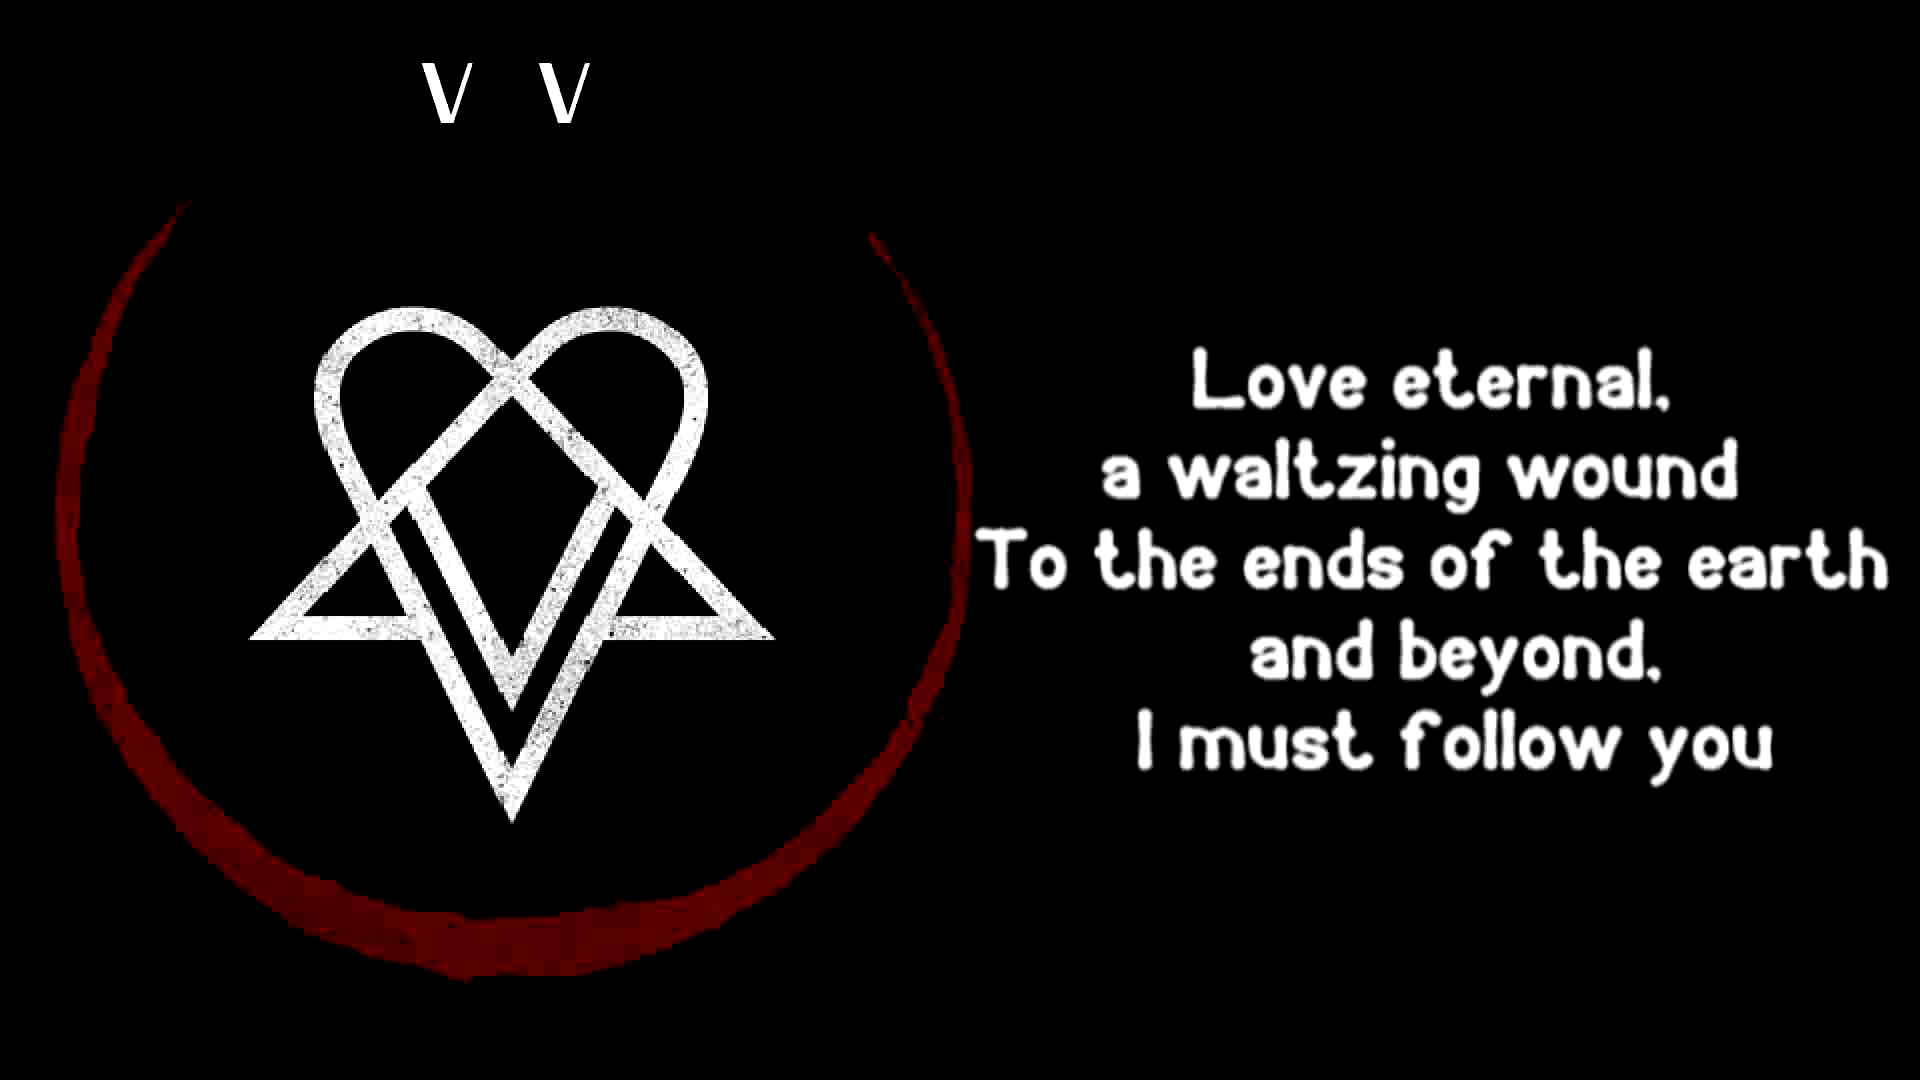 V V
Love eternal,
a waltzing wound
To the ends of the earth
and beyond,
I must follow you